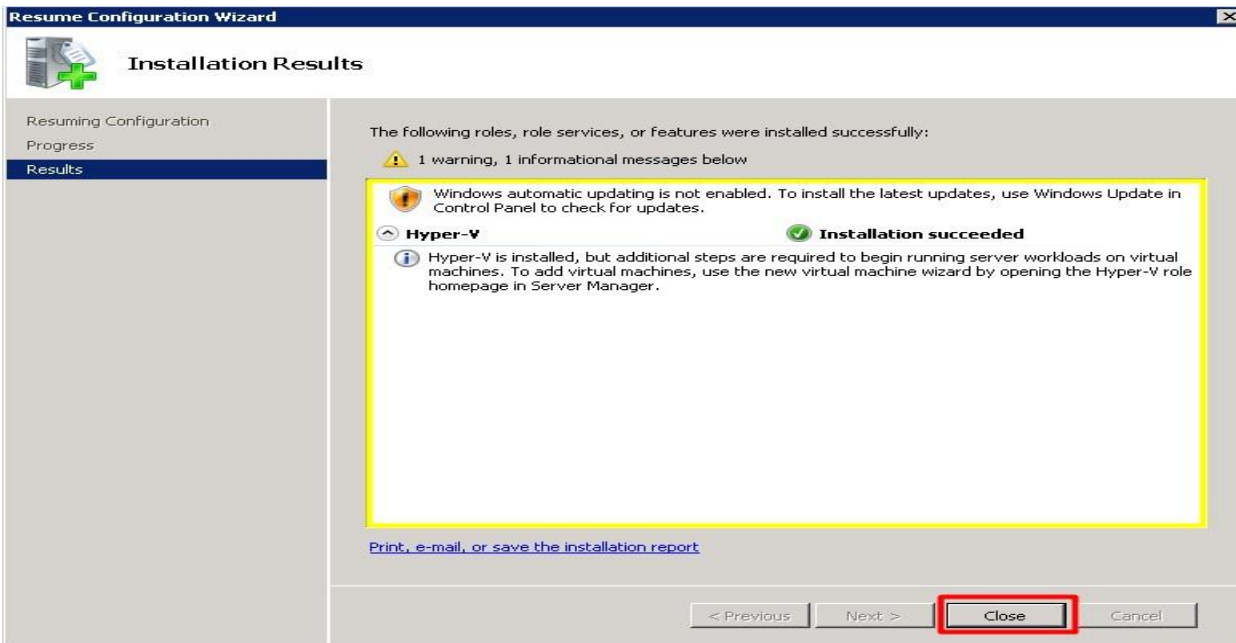 Resume Configuration Wizard
Installation Results
Resuming Configuration
Progress
Results
The following roles, role services, or features were installed successfully:
1 warning, 1 informational messages below
Windows automatic updating is not enabled. To install the latest updates, use Windows Update in
Control Panel to check for updates.
Hyper-V Installation succeeded
Hyper-V is installed, but additional steps are required to begin running server workloads on virtual
machines. To add virtual machines, use the new virtual machine wizard by opening the Hyper-V role
homepage in Server Manager.
Print, e-mail, or save the installation report
< Previous Next > Close Cancel